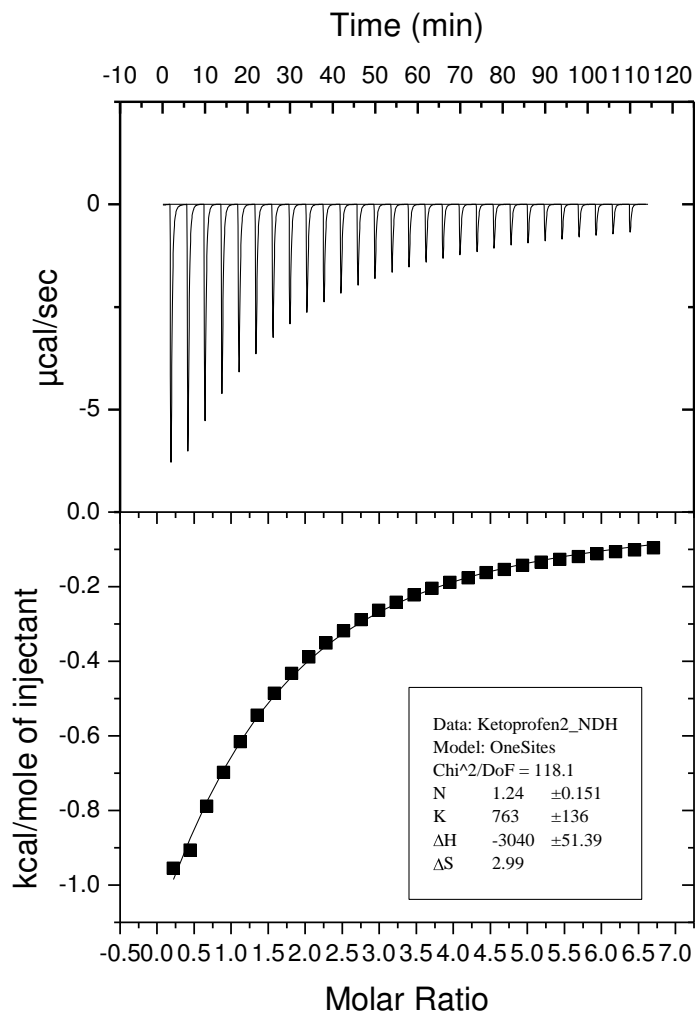 Time (min)
-10 0 10 20 30 40 50 60 70 80 90 100 110 120
0
-5
µcal/sec
0.0
-0.2
-0.4
-0.6
-0.8
-1.0
kcal/mole of injectant
Data: Ketoprofen2_NDH
Model: OneSites
Chi^2/DoF = 118.1
N 1.24 ±0.151
K 763 ±136
ΔH -3040 ±51.39
ΔS 2.99
-0.5 0.0 0.5 1.0 1.5 2.0 2.5 3.0 3.5 4.0 4.5 5.0 5.5 6.0 6.5 7.0
Molar Ratio